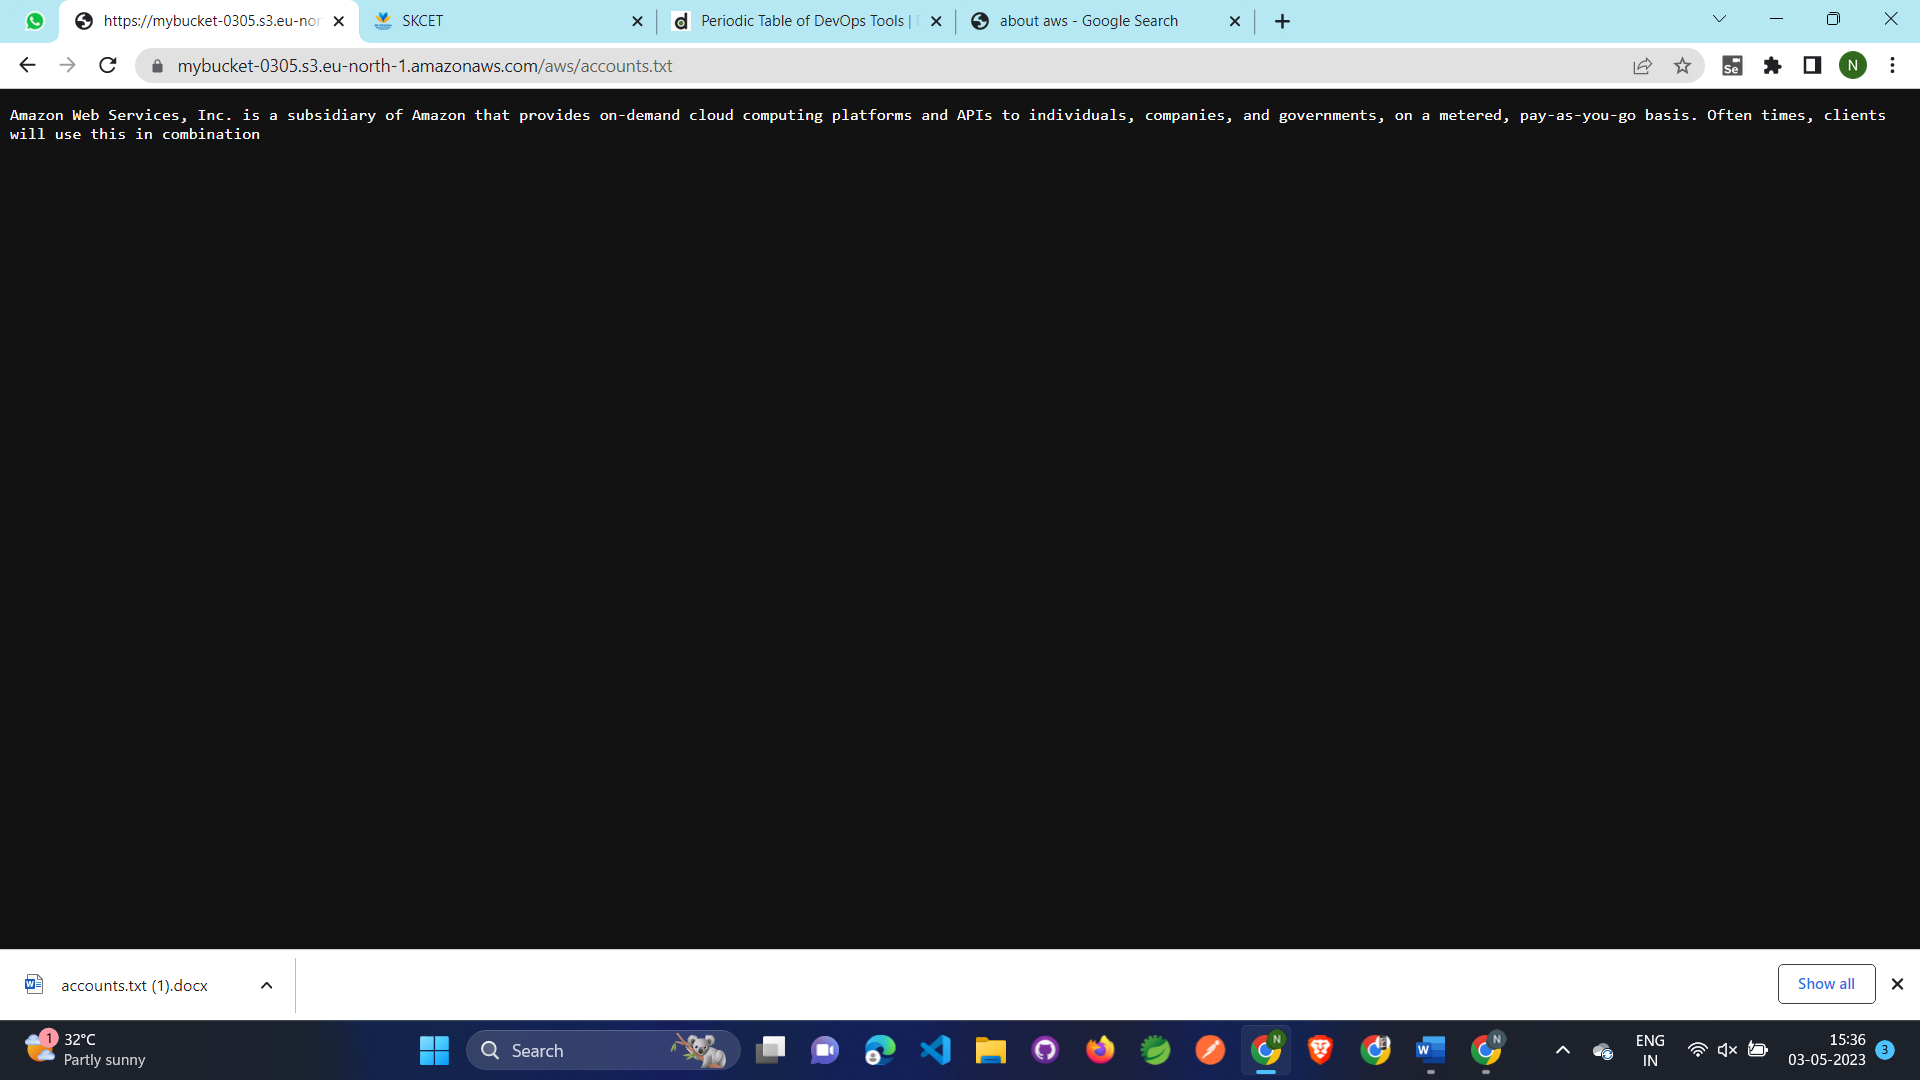 https://mybucket-0305.s3.eu-nor
SKCET
Periodic Table of DevOps Tools |
about aws - Google Search
mybucket-0305.s3.eu-north-1.amazonaws.com/aws/accounts.txt
Se
N
Amazon Web Services, Inc. is a subsidiary of Amazon that provides on-demand cloud computing platforms and APIs to individuals, companies, and governments, on a metered, pay-as-you-go basis. Often times, clients
will use this in combination
accounts.txt (1).docx
Show all
1
32°C
Partly sunny
Search
N
N
ENG
IN
15:36
03-05-2023
3